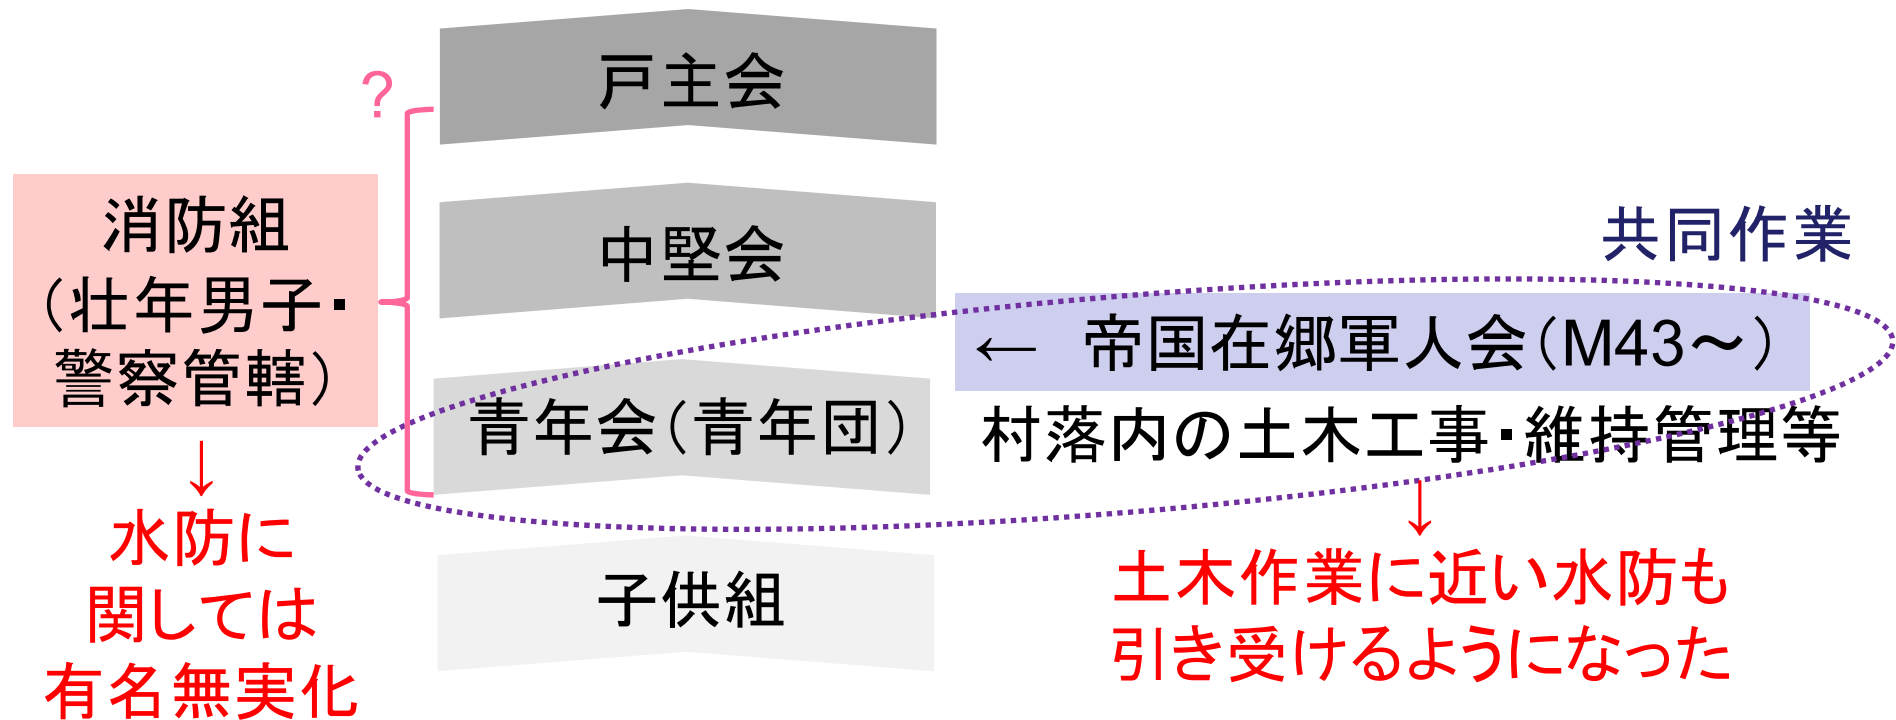 戸主会
?
消防組
（壮年男子・
警察管轄）
中堅会
共同作業
← 帝国在郷軍人会（M43～）
青年会（青年団）
村落内の土木工事・維持管理等
↓
水防に
関しては
有名無実化
子供組
↓
土木作業に近い水防も
引き受けるようになった